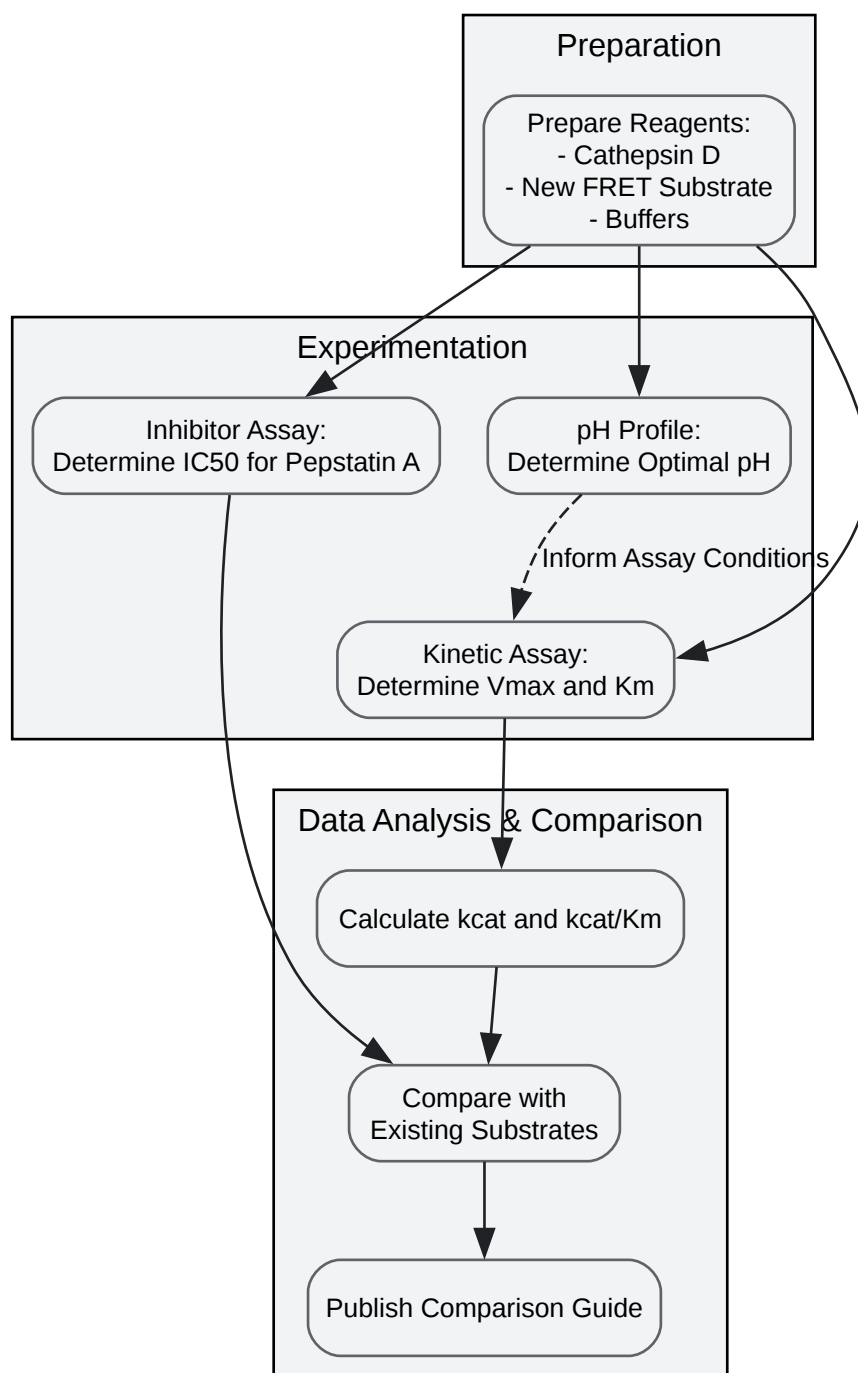 Preparation
Prepare Reagents:
- Cathepsin D
- New FRET Substrate
- Buffers
Experimentation
Inhibitor Assay:
Determine IC50 for Pepstatin A
pH Profile:
Determine Optimal pH
Inform Assay Conditions
Kinetic Assay:
Determine Vmax and Km
Data Analysis & Comparison
Calculate kcat and kcat/Km
Compare with
Existing Substrates
Publish Comparison Guide